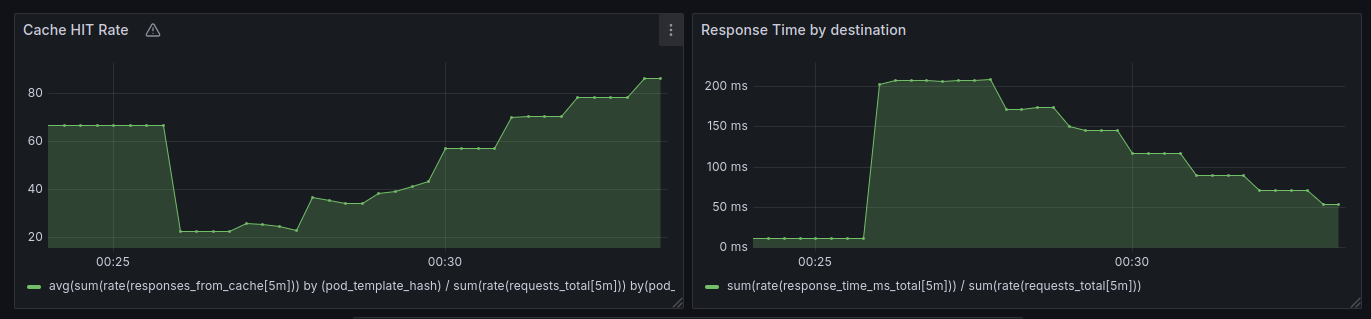 Cache HIT Rate
80
60
40
20
00:25
00:30
avg(sum(rate(responses_from_cache[5m])) by (pod_template_hash) / sum(rate(requests_total[5m])) by(pod_
Response Time by destination
200 ms
150 ms
100 ms
50 ms
0 ms
00:25
00:30
sum(rate(response_time_ms_total[5m])) / sum(rate(requests_total[5m]))